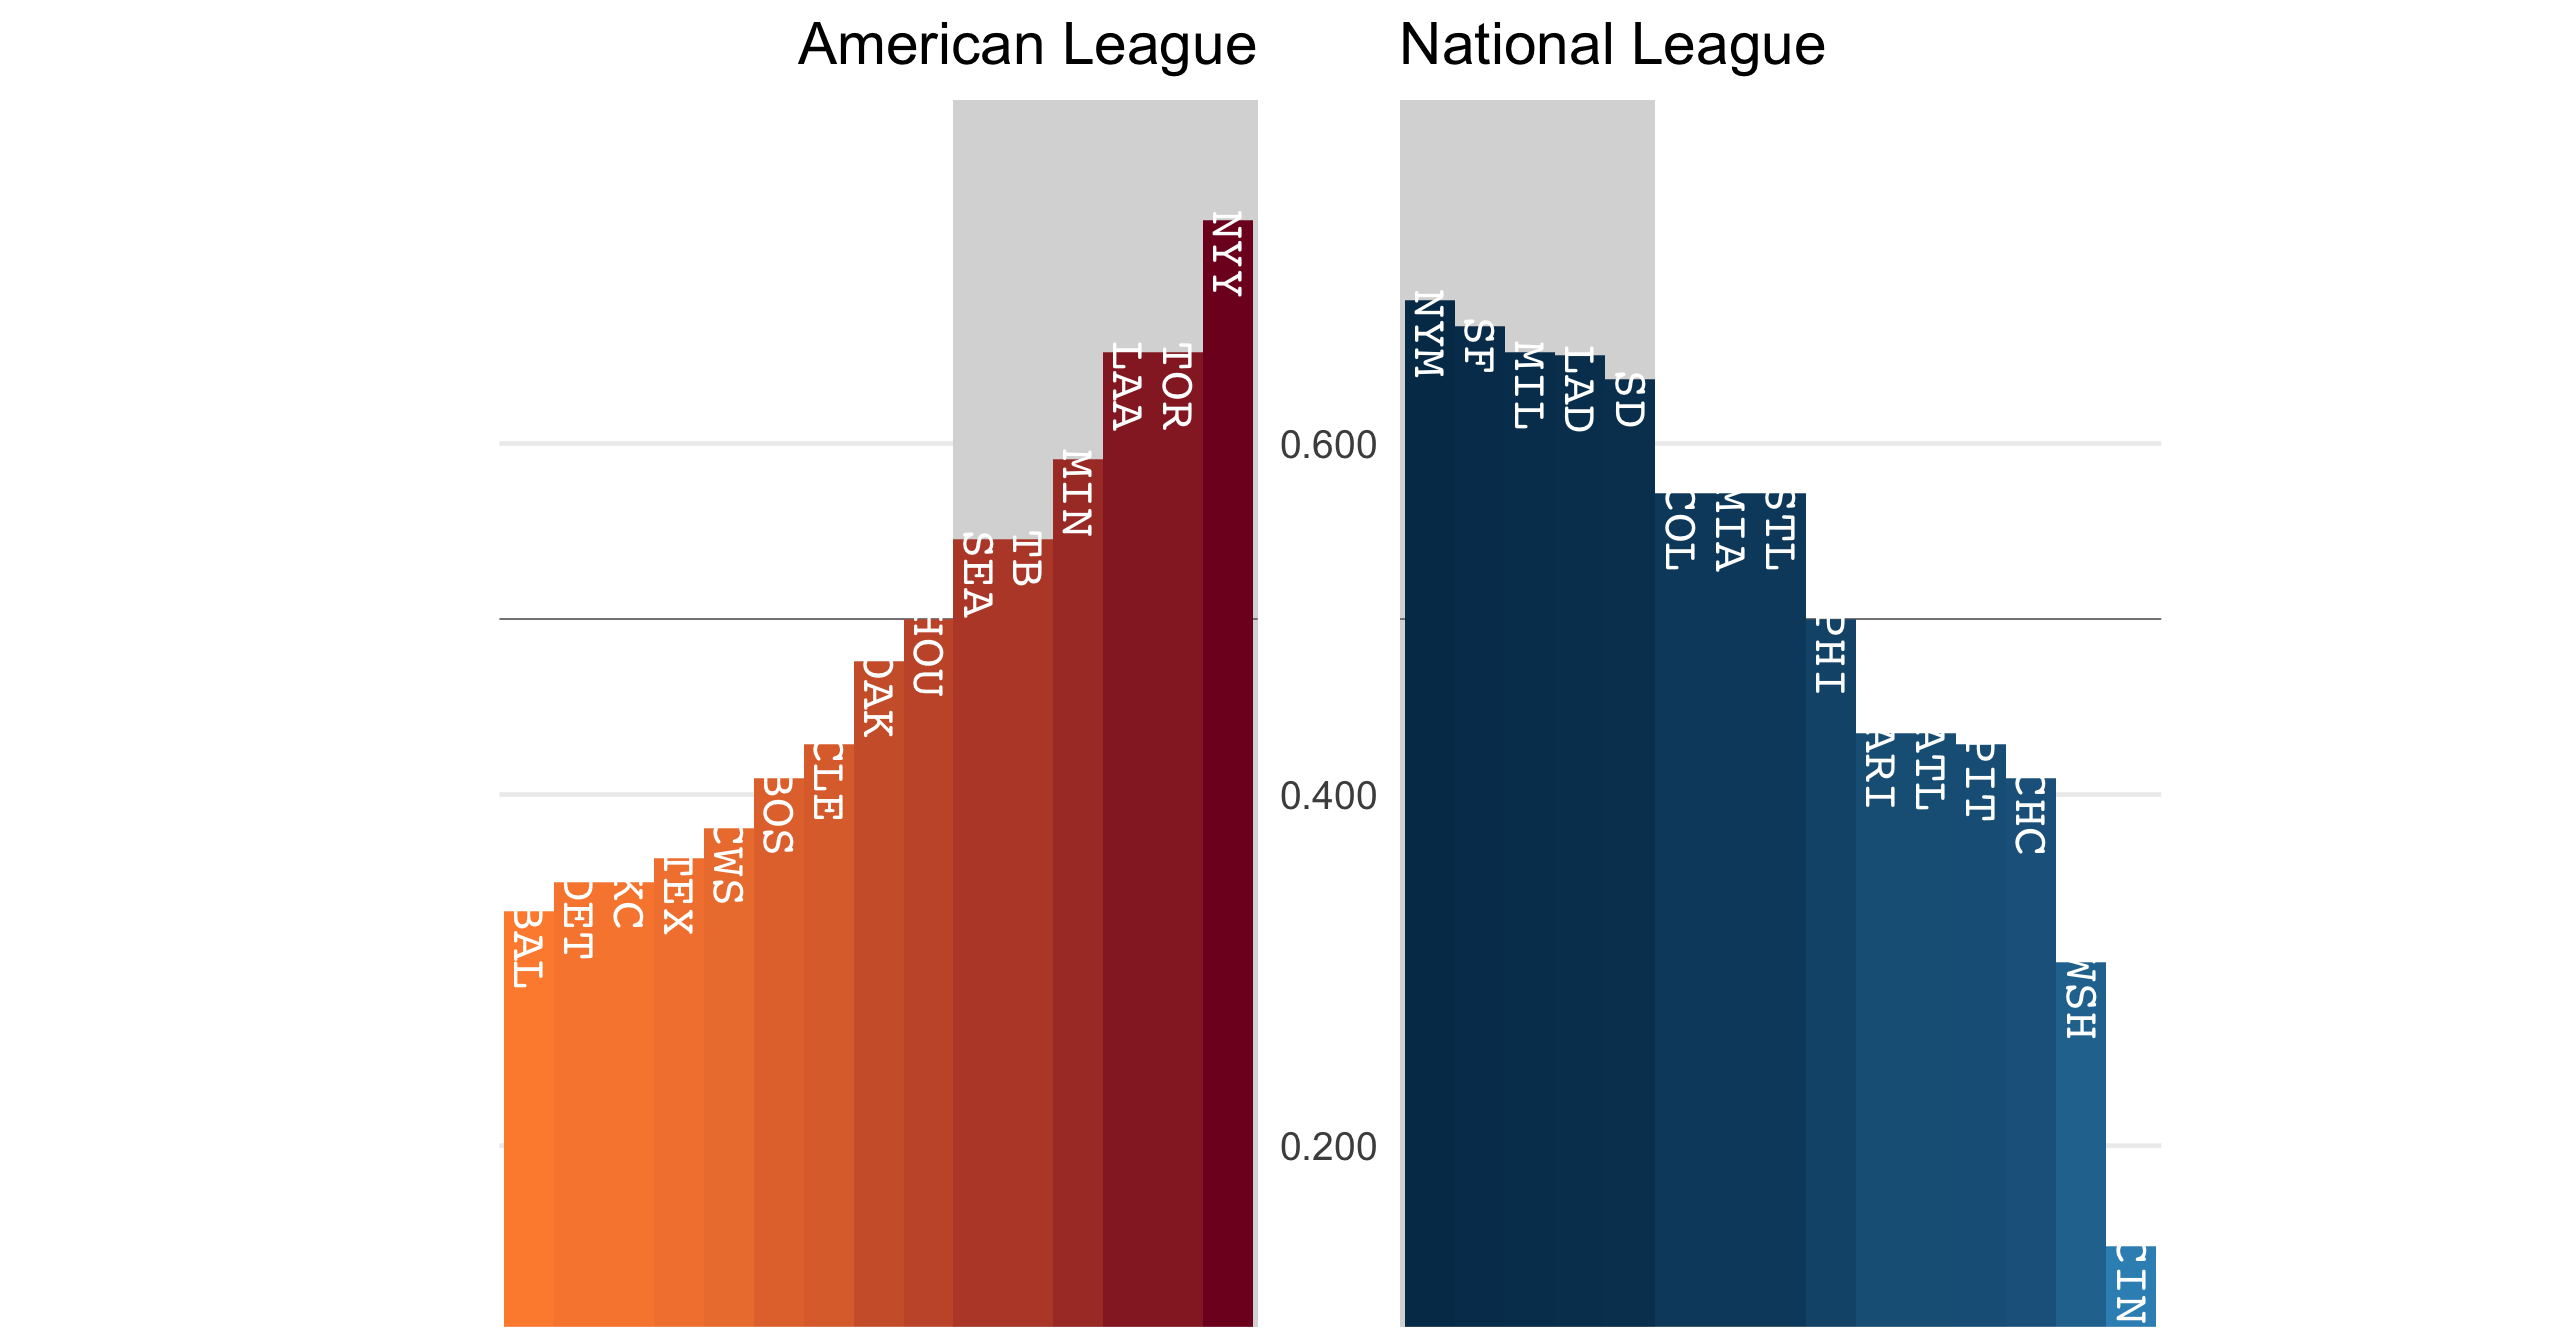 American League
National League
NYY
TOR
LAA
MIN
TB
SEA
HOU
OAK
CLE
BOS
CWS
TEX
KC
DET
BAL
0.600
0.400
0.200
NYM
SF
MIL
LAD
SD
COL
MIA
STL
PHI
ARI
ATL
PIT
CHC
WSH
CIN